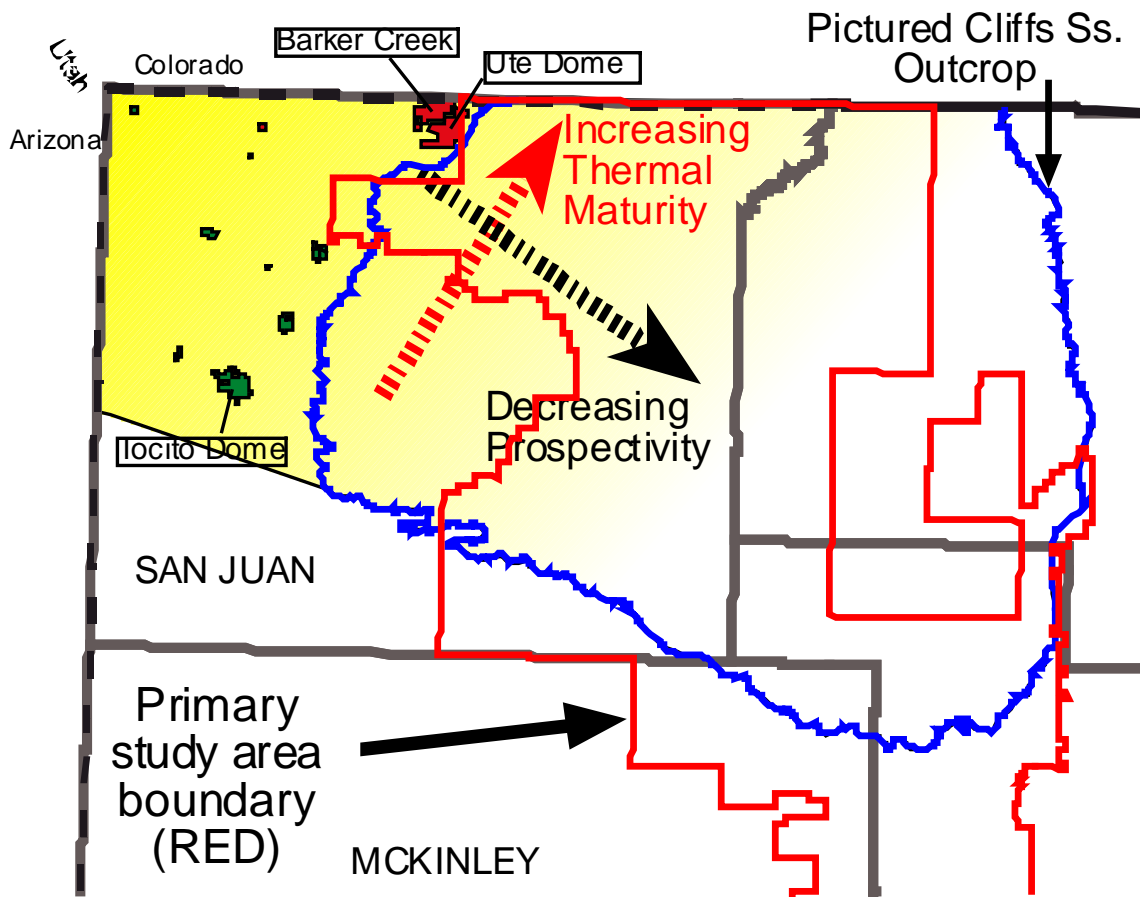 Utah
Colorado
Arizona
Barker Creek
Ute Dome
Pictured Cliffs Ss.
Outcrop
Increasing
Thermal
Maturity
Decreasing
Prospectivity
Tocito Dome
SAN JUAN
Primary
study area
boundary
(RED)
MCKINLEY